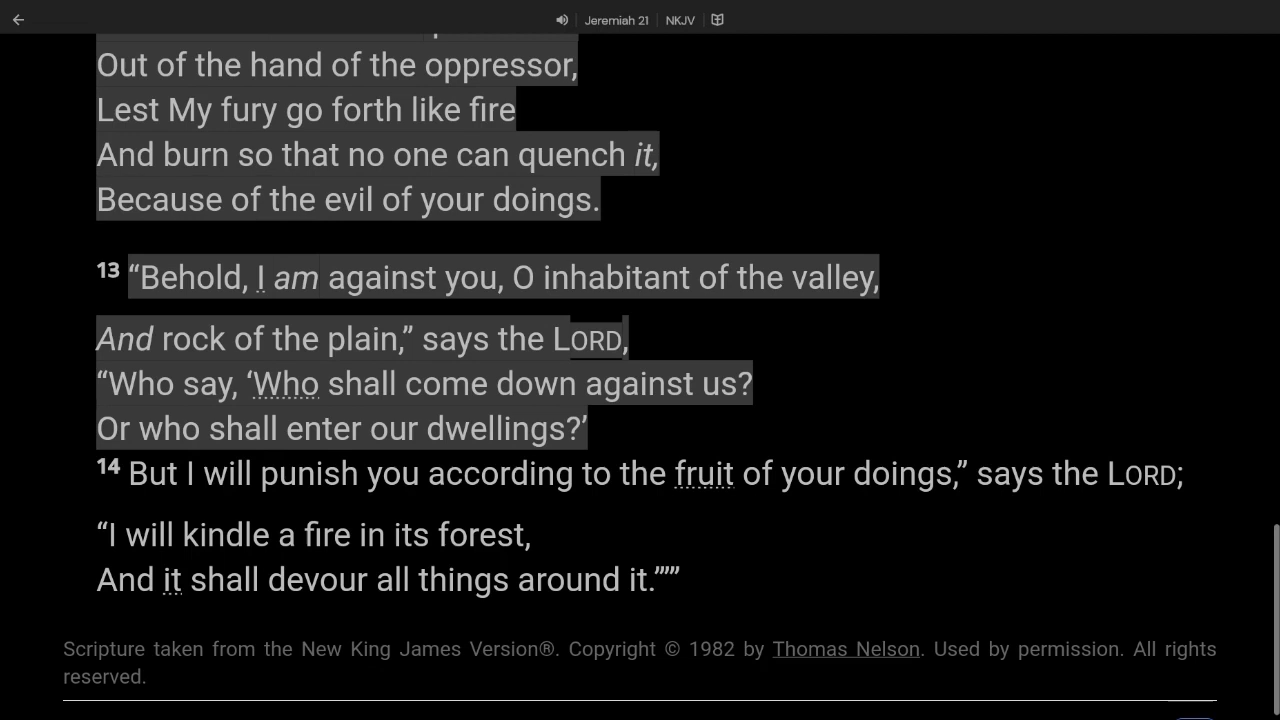 Jeremiah 21 NKJV
Out of the hand of the oppressor,
Lest My fury go forth like fire
And burn so that no one can quench it,
Because of the evil of your doings.
13 “Behold, I am against you, O inhabitant of the valley,
And rock of the plain,” says the LORD,
“Who say, ‘Who shall come down against us?
Or who shall enter our dwellings?’
14 But I will punish you according to the fruit of your doings,” says the LORD;
“I will kindle a fire in its forest,
And it shall devour all things around it.”’”
Scripture taken from the New King James Version®. Copyright © 1982 by Thomas Nelson. Used by permission. All rights
reserved.